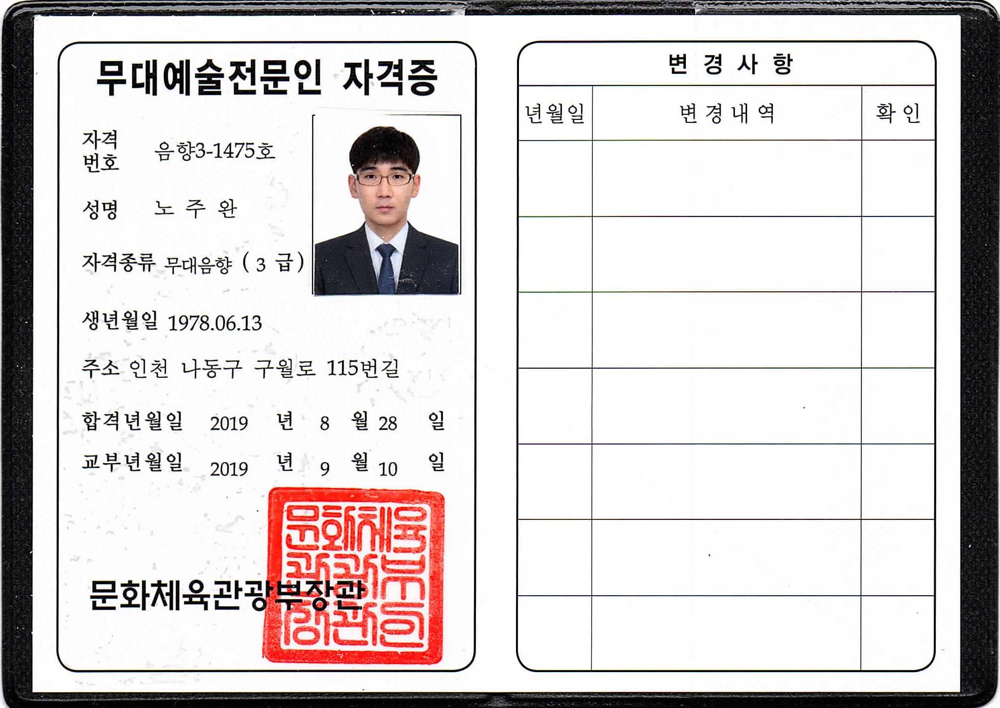 무대예술전문인 자격증
자격
번호 음향3-1475호
성명 노 주 완
자격종류 무대음향 ( 3 급 )
생년월일 1978.06.13
주소 인천 나동구 구월로 115번길
합격년월일 2019 년 8 월 28 일
교부년월일 2019 년 9 월 10 일
문화체육관광부장관
문화체육
관광부
장관인
변경사항
년월일 변경내역 확인